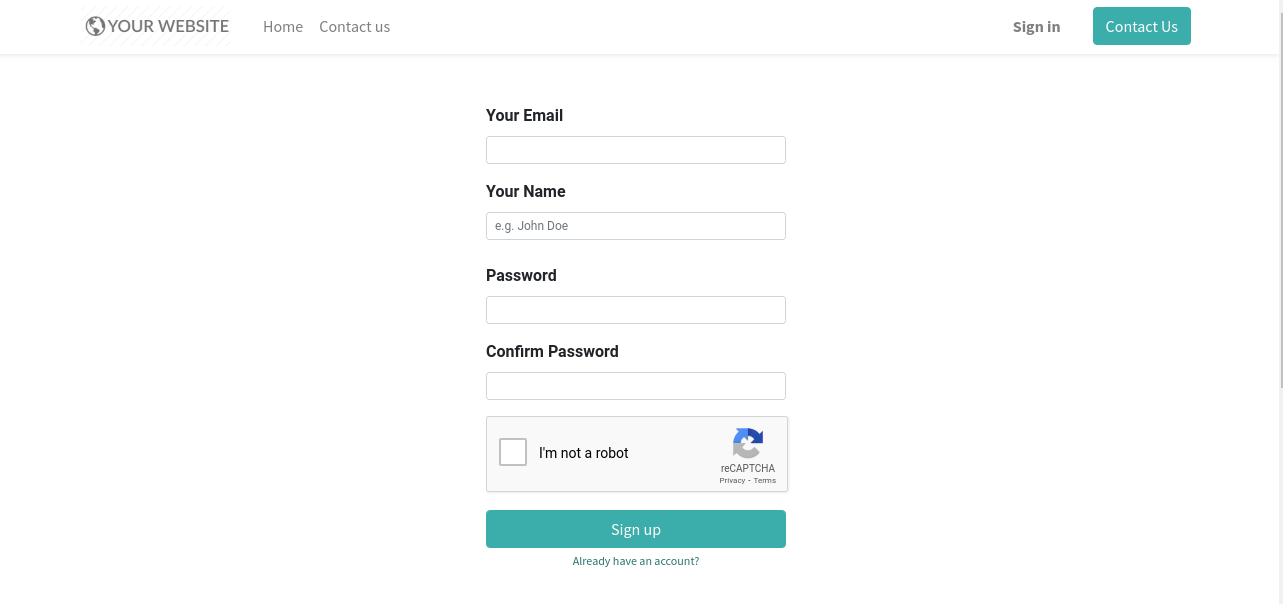 YOUR WEBSITE Home Contact us Sign in Contact Us
Your Email
Your Name
e.g. John Doe
Password
Confirm Password
I'm not a robot
reCAPTCHA
Privacy - Terms
Sign up
Already have an account?